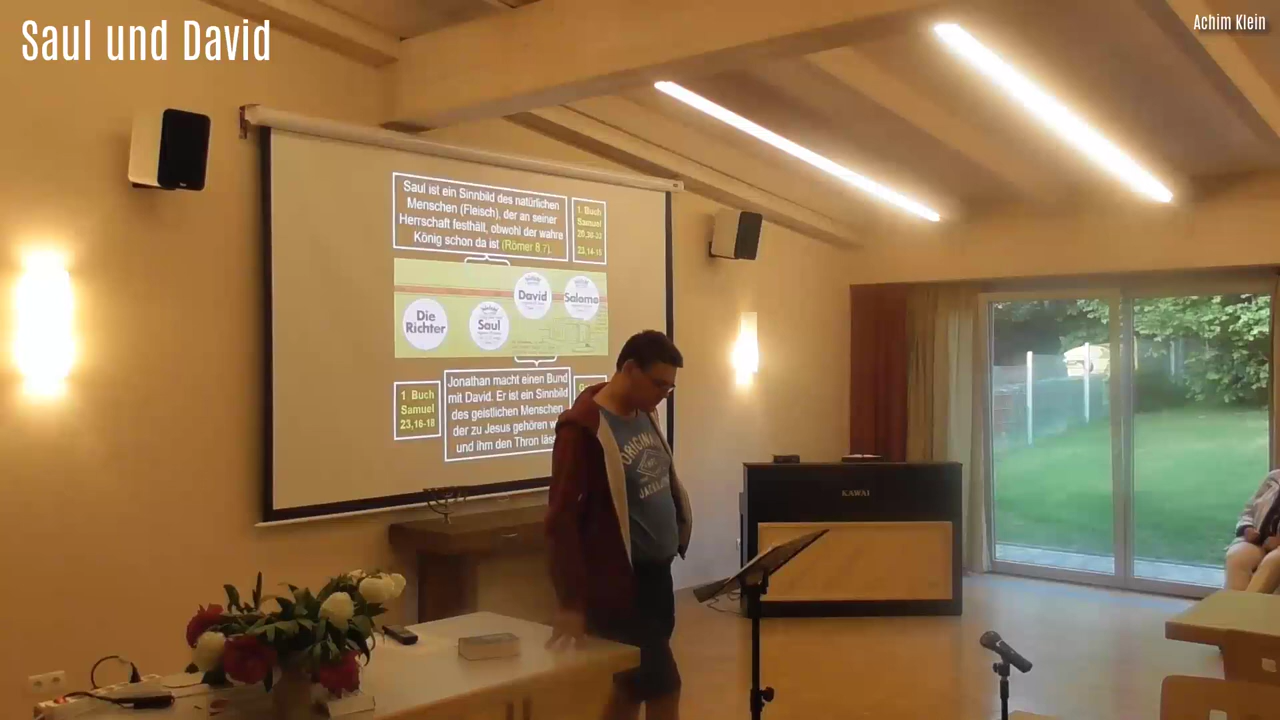 Saul und David
Achim Klein
Saul ist ein Sinnbild des natürlichen
Menschen (Fleisch), der an seiner
Herrschaft festhält, obwohl der wahre
König schon da ist (Römer 8,7).
1. Buch
Samuel
23,14-15
Die
Richter
Saul
David
Salomo
1. Buch
Samuel
23,16-18
Jonathan macht einen Bund
mit David. Er ist ein Sinnbild
des geistlichen Menschen
der zu Jesus gehören
und ihm den Thron
ORIGINAL
KAWAI